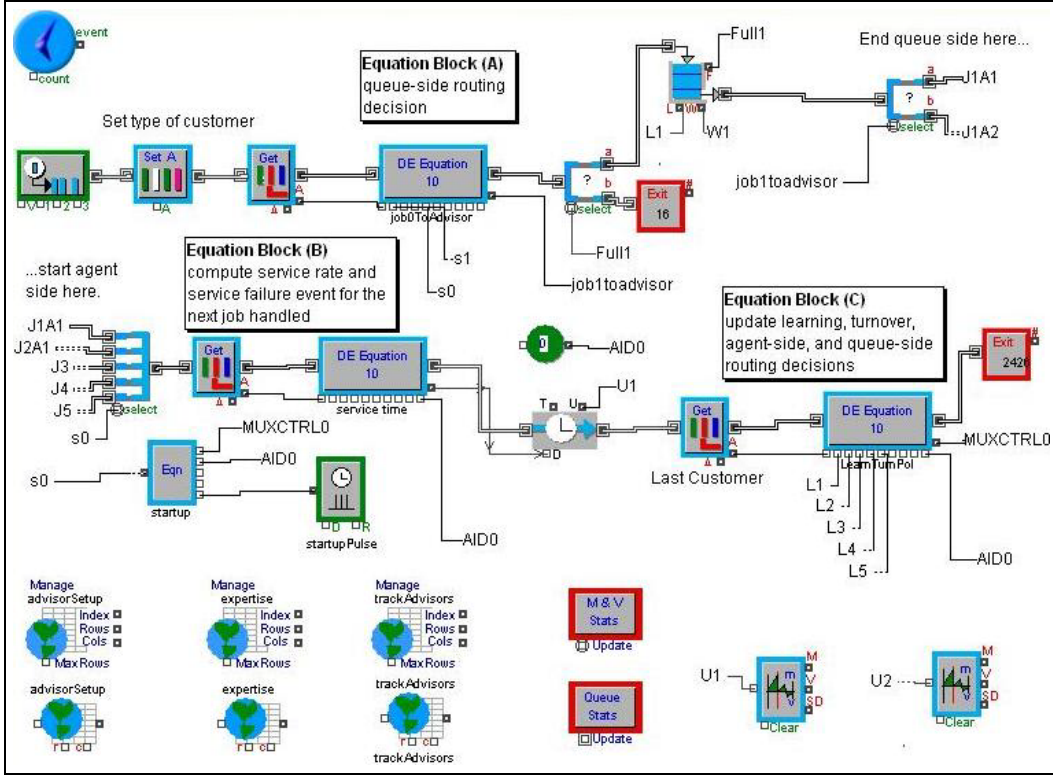 event
count
Equation Block (A)
queue-side routing
decision
Full1
F
L
W
L1
W1
End queue side here...
a
b
?
select
J1A1
J1A2
job1toadvisor
Set type of customer
0
V 1 2 3
Set A
A
Get
A
Δ
DE Equation
10
job0ToAdvisor
s1
s0
job1toadvisor
a
b
?
select
Full1
Exit
16
#
...start agent
side here.
Equation Block (B)
compute service rate and
service failure event for the
next job handled
J1A1
J2A1
J3
J4
J5
select
s0
Get
A
Δ
DE Equation
10
service time
AID0
0
AID0
T
U
U1
D
Equation Block (C)
update learning, turnover,
agent-side, and queue-side
routing decisions
Exit
2426
#
Get
A
Δ
Last Customer
DE Equation
10
LearnTurnPol
MUXCTRL0
L1
L2
L3
L4
L5
AID0
s0
Eqn
startup
MUXCTRL0
AID0
D
R
startupPulse
Manage
advisorSetup
Index
Rows
Cols
MaxRows
Manage
expertise
Index
Rows
Cols
MaxRows
Manage
trackAdvisors
Index
Rows
Cols
MaxRows
M & V
Stats
Update
advisorSetup
r c
expertise
r c
trackAdvisors
r c
trackAdvisors
Queue
Stats
Update
U1
m
v
M
V
SD
Clear
U2
m
v
M
V
SD
Clear